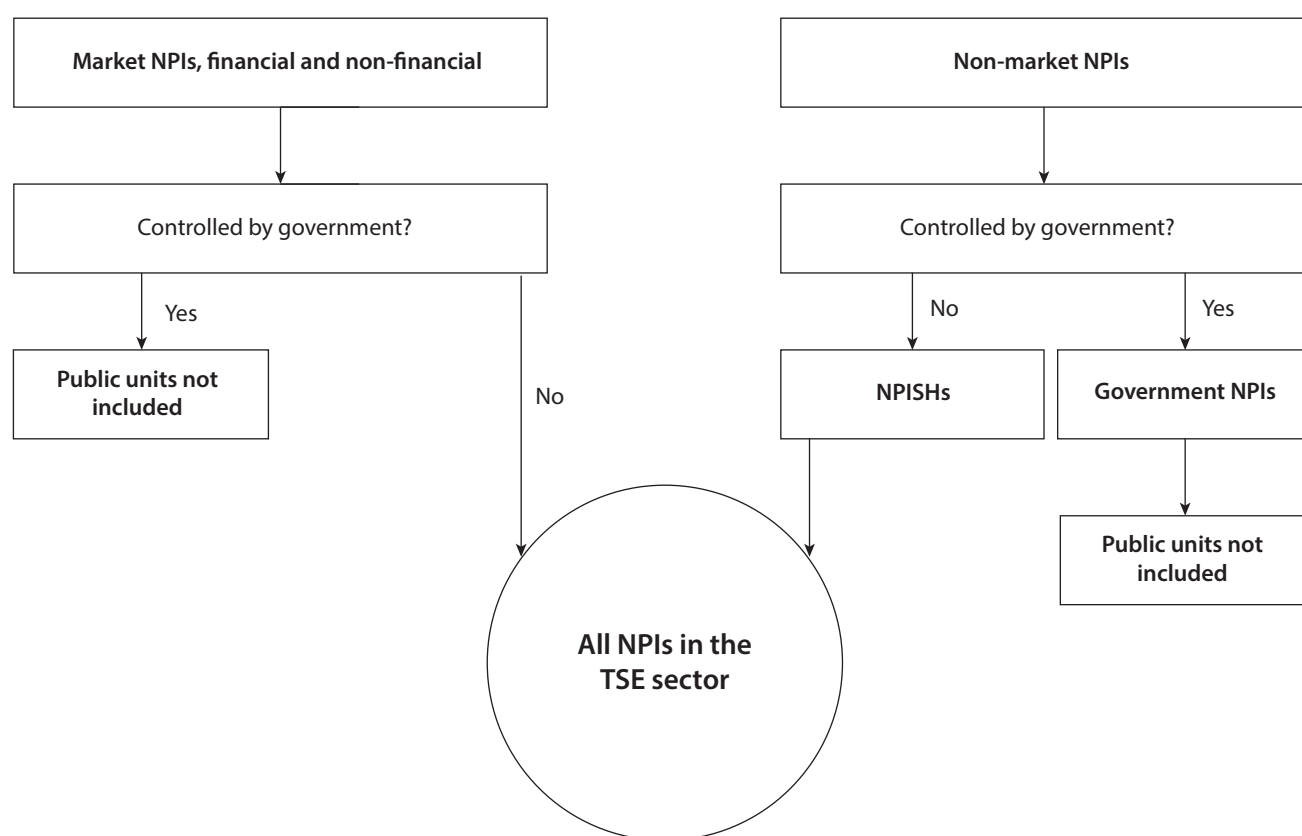 Market NPIs, financial and non-financial
Non-market NPIs
Controlled by government?
Controlled by government?
Yes
No
No
Yes
Public units not
included
NPISHs
Government NPIs
Public units not
included
All NPIs in the
TSE sector